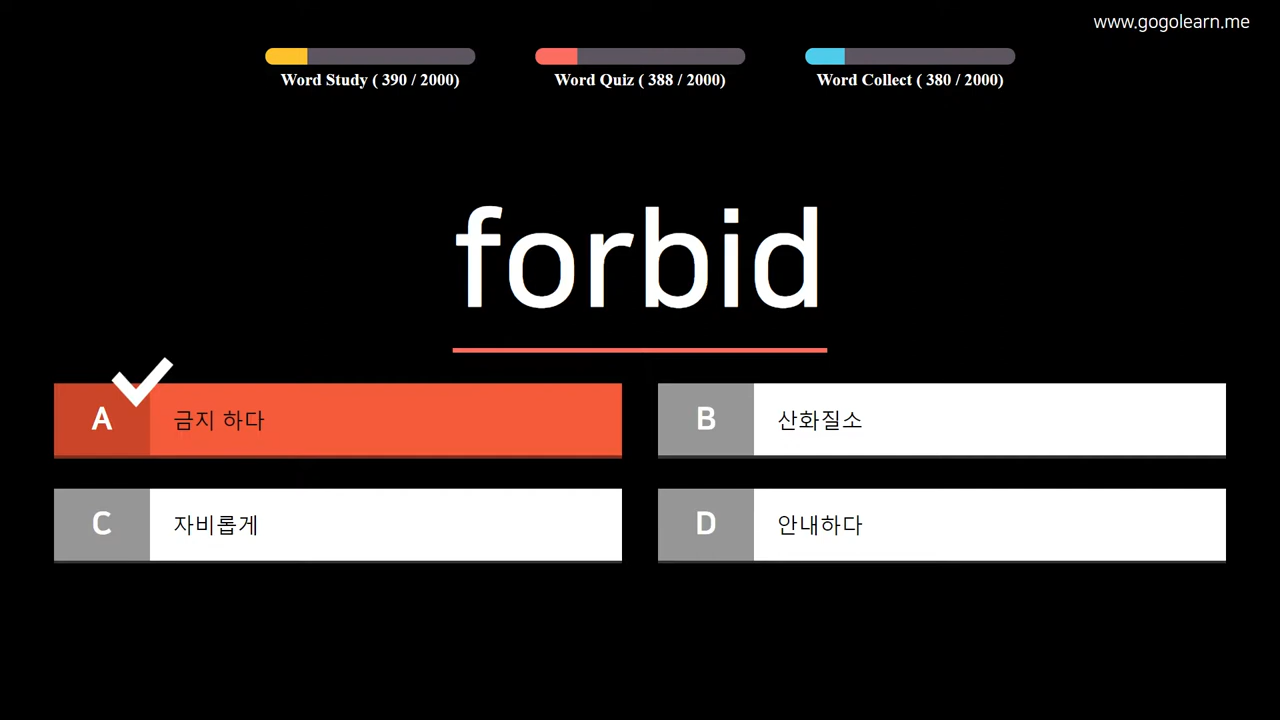 www.gogolearn.me
Word Study ( 390 / 2000)
Word Quiz ( 388 / 2000)
Word Collect ( 380 / 2000)
forbid
A 금지 하다
B 산화질소
C 자비롭게
D 안내하다